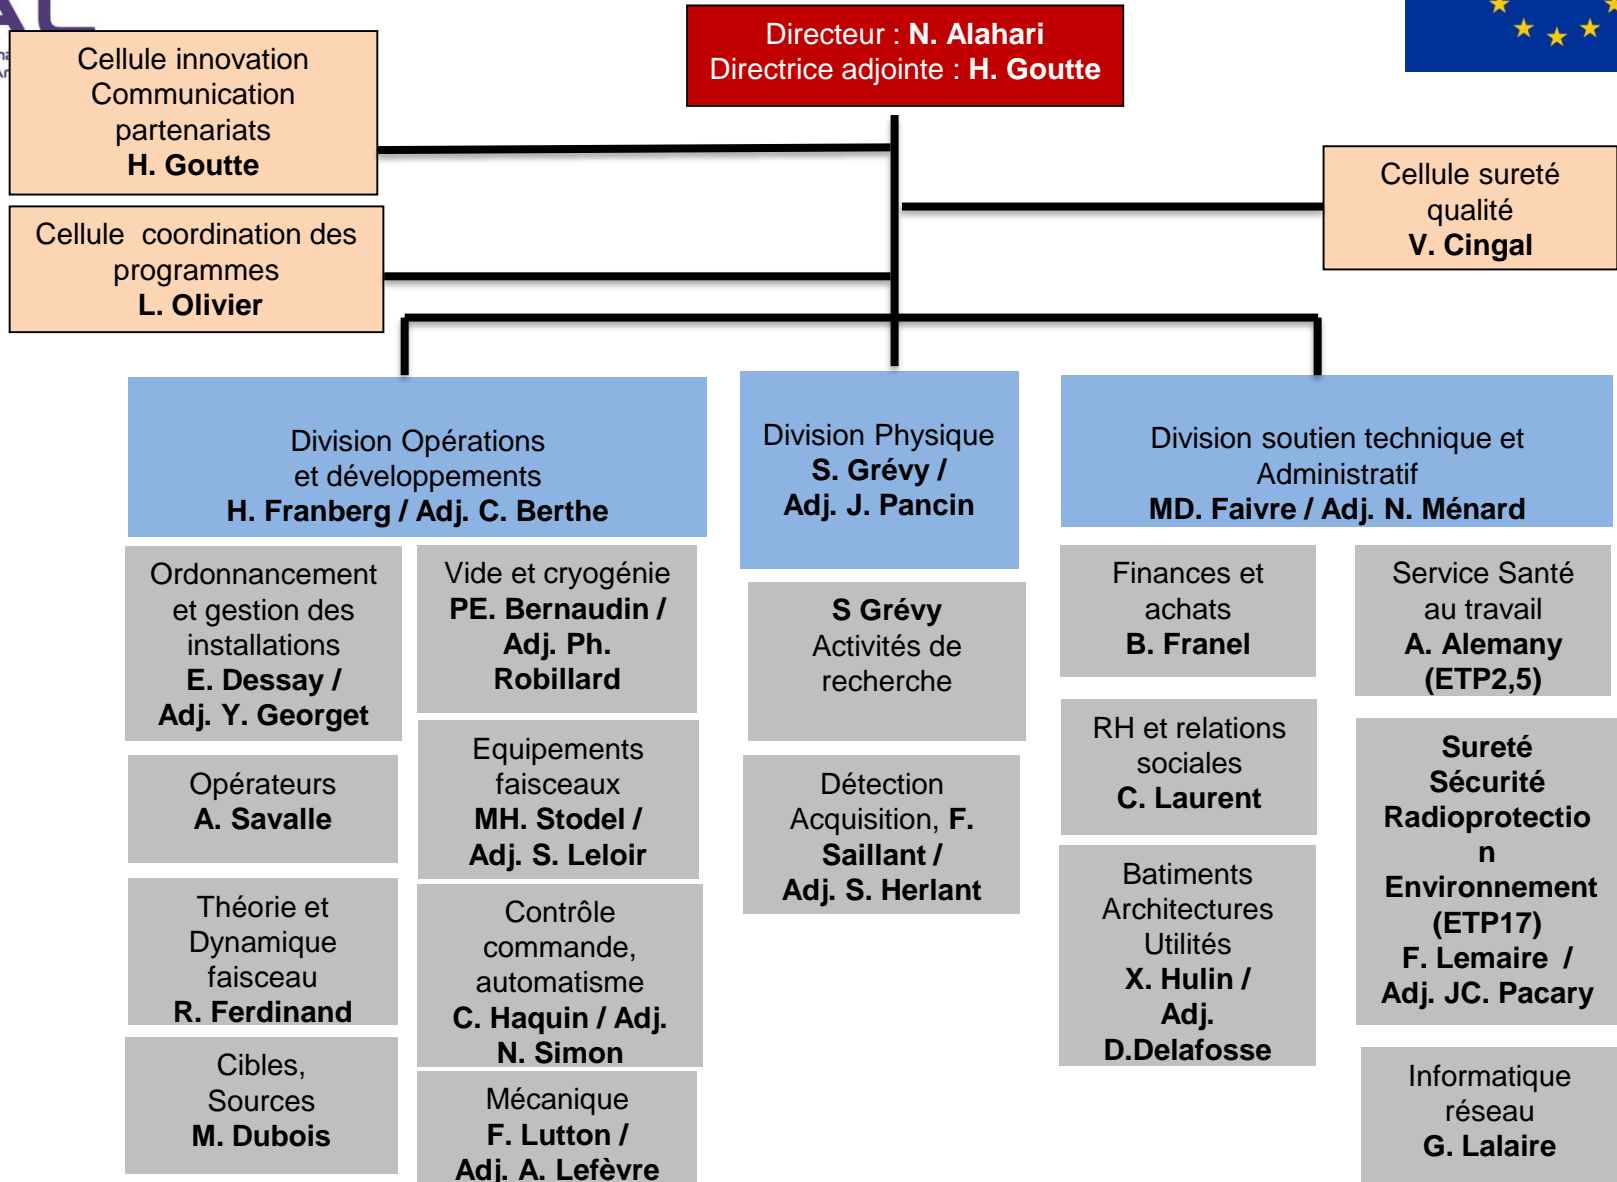 Directeur : N. Alahari
Directrice adjointe : H. Goutte
Cellule innovation
Communication
partenariats
H. Goutte
Cellule sureté
qualité
V. Cingal
Cellule coordination des
programmes
L. Olivier
Division Opérations
et développements
H. Franberg / Adj. C. Berthe
Division Physique
S. Grévy /
Adj. J. Pancin
Division soutien technique et
Administratif
MD. Faivre / Adj. N. Ménard
Ordonnancement
et gestion des
installations
E. Dessay /
Adj. Y. Georget
Opérateurs
A. Savalle
Théorie et
Dynamique
faisceau
R. Ferdinand
Cibles,
Sources
M. Dubois
Vide et cryogénie
PE. Bernaudin /
Adj. Ph.
Robillard
Equipements
faisceaux
MH. Stodel /
Adj. S. Leloir
Contrôle
commande,
automatisme
C. Haquin / Adj.
N. Simon
Mécanique
F. Lutton /
Adj. A. Lefèvre
S Grévy
Activités de
recherche
Détection
Acquisition, F.
Saillant /
Adj. S. Herlant
Finances et
achats
B. Franel
RH et relations
sociales
C. Laurent
Batiments
Architectures
Utilités
X. Hulin /
Adj.
D.Delafosse
Service Santé
au travail
A. Alemany
(ETP2,5)
Sureté
Sécurité
Radioprotectio
n
Environnement
(ETP17)
F. Lemaire /
Adj. JC. Pacary
Informatique
réseau
G. Lalaire